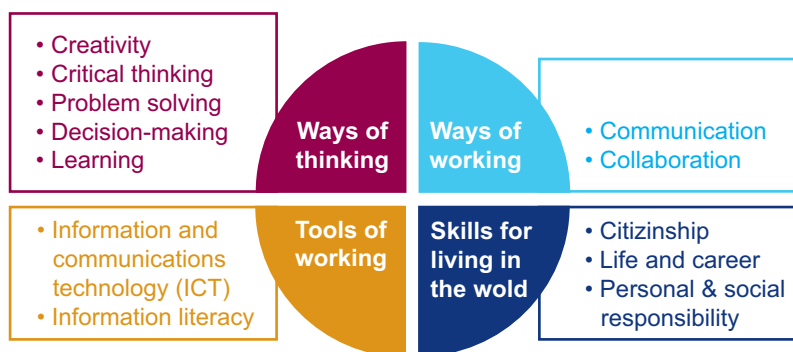 • Creativity
• Critical thinking
• Problem solving
• Decision-making
• Learning
Ways of
thinking
Ways of
working
• Communication
• Collaboration
• Information and
communications
technology (ICT)
• Information literacy
Tools of
working
Skills for
living in
the wold
• Citizinship
• Life and career
• Personal & social
responsibility